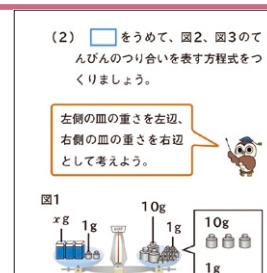 (2) □をうめて、図2、図3のて
んびんのつり合いを表す方程式をつ
くりましょう。
左側の皿の重さを左辺、
右側の皿の重さを右辺
として考えよう。
図1
xg
1g
10g
1g
10g
1g